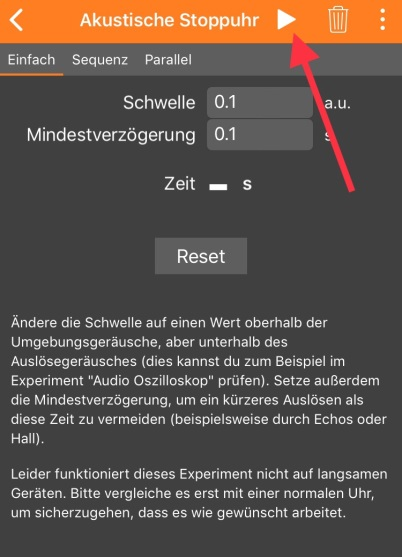 Akustische Stoppuhr
Einfach Sequenz Parallel
Schwelle 0.1 a.u.
Mindestverzögerung 0.1 s
Zeit – s
Reset
Ändere die Schwelle auf einen Wert oberhalb der
Umgebungsgeräusche, aber unterhalb des
Auslösegeräusches (dies kannst du zum Beispiel im
Experiment "Audio Oszilloskop" prüfen). Setze außerdem
die Mindestverzögerung, um ein kürzeres Auslösen als
diese Zeit zu vermeiden (beispielsweise durch Echos oder
Hall).
Leider funktioniert dieses Experiment nicht auf langsamen
Geräten. Bitte vergleiche es erst mit einer normalen Uhr,
um sicherzugehen, dass es wie gewünscht arbeitet.